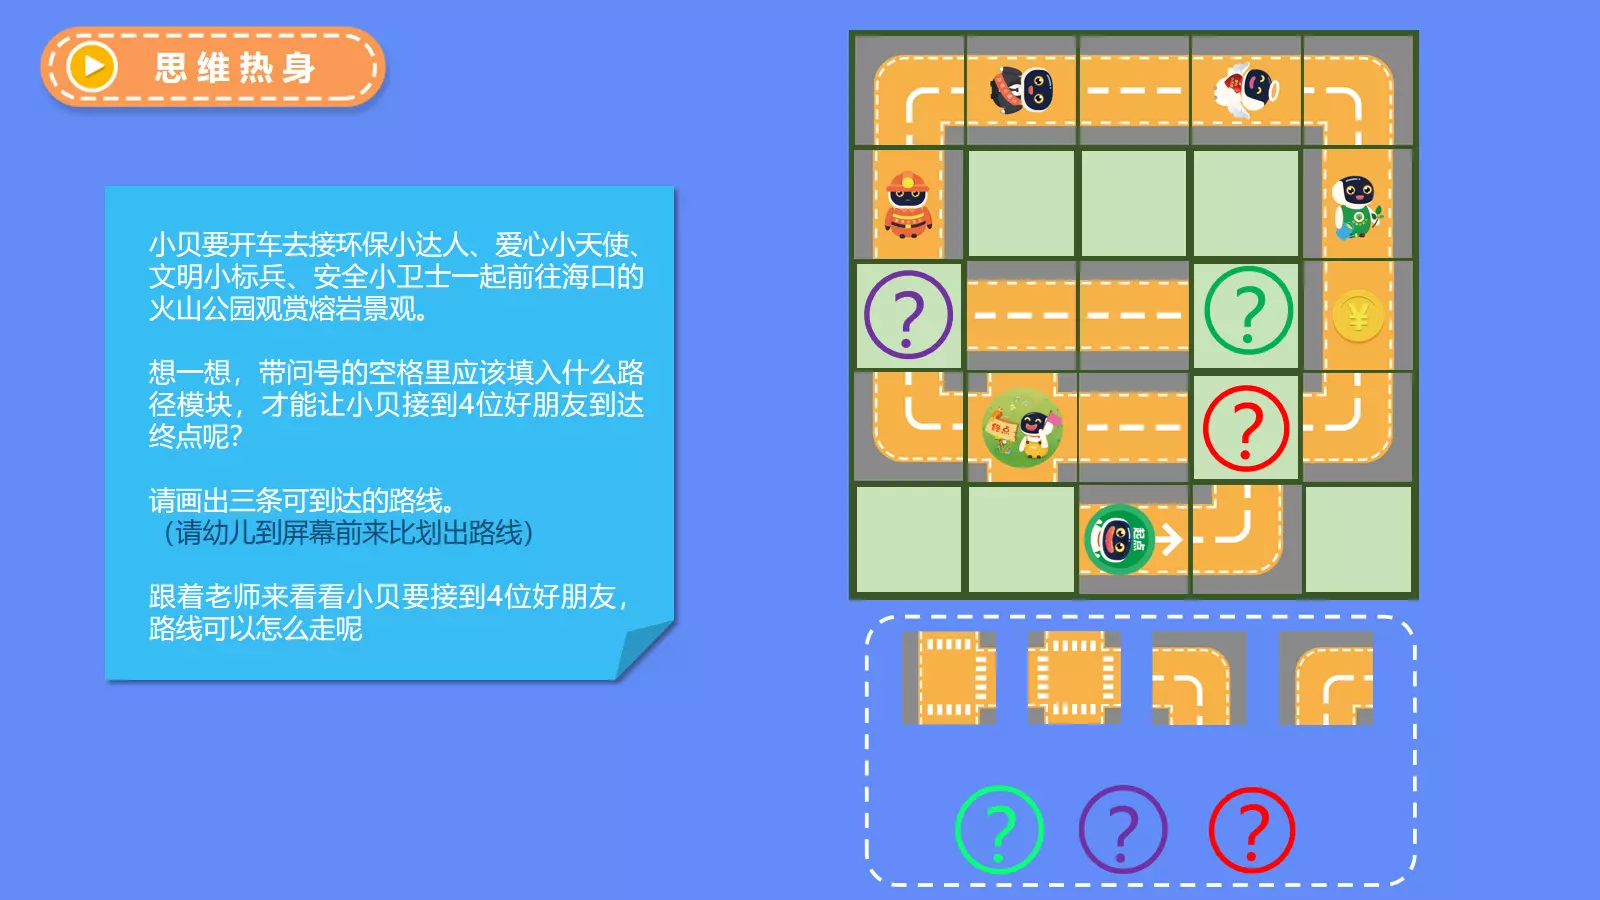 思维热身
小贝要开车去接环保小达人、爱心小天使、
文明小标兵、安全小卫士一起前往海口的
火山公园观赏熔岩景观。
想一想，带问号的空格里应该填入什么路
径模块，才能让小贝接到4位好朋友到达
终点呢？
请画出三条可到达的路线。
（请幼儿到屏幕前来比划出路线）
跟着老师来看看小贝要接到4位好朋友，
路线可以怎么走呢
?
?
¥
终点
?
起点
?
?
?